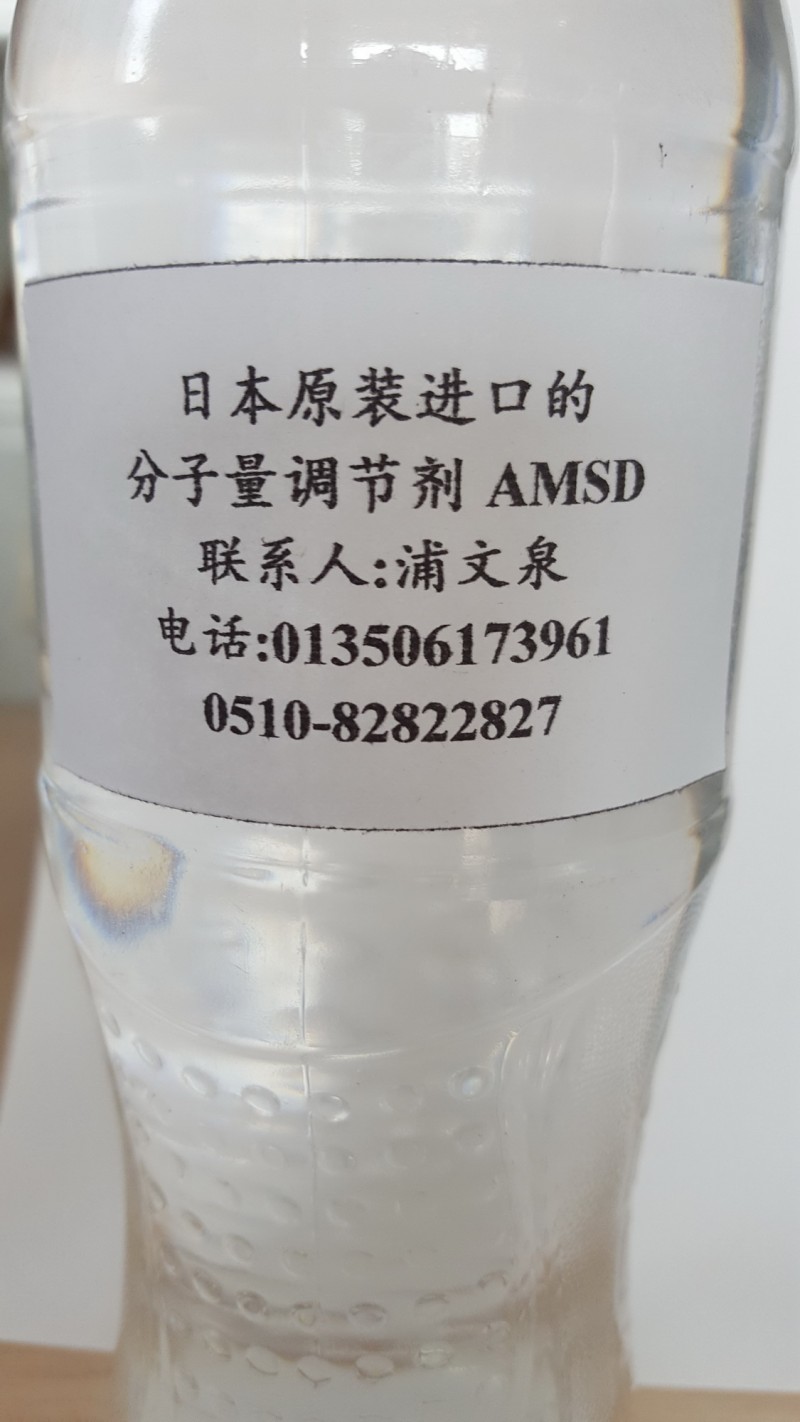 日本原装进口的
分子量调节剂 AMSD
联系人:浦文泉
电话:013506173961
0510-82822827